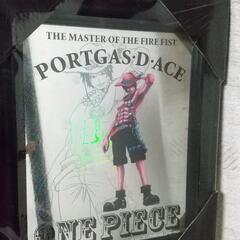 THE MASTER OF THE FIRE FIST
PORTGAS·D·ACE
ONE PIECE